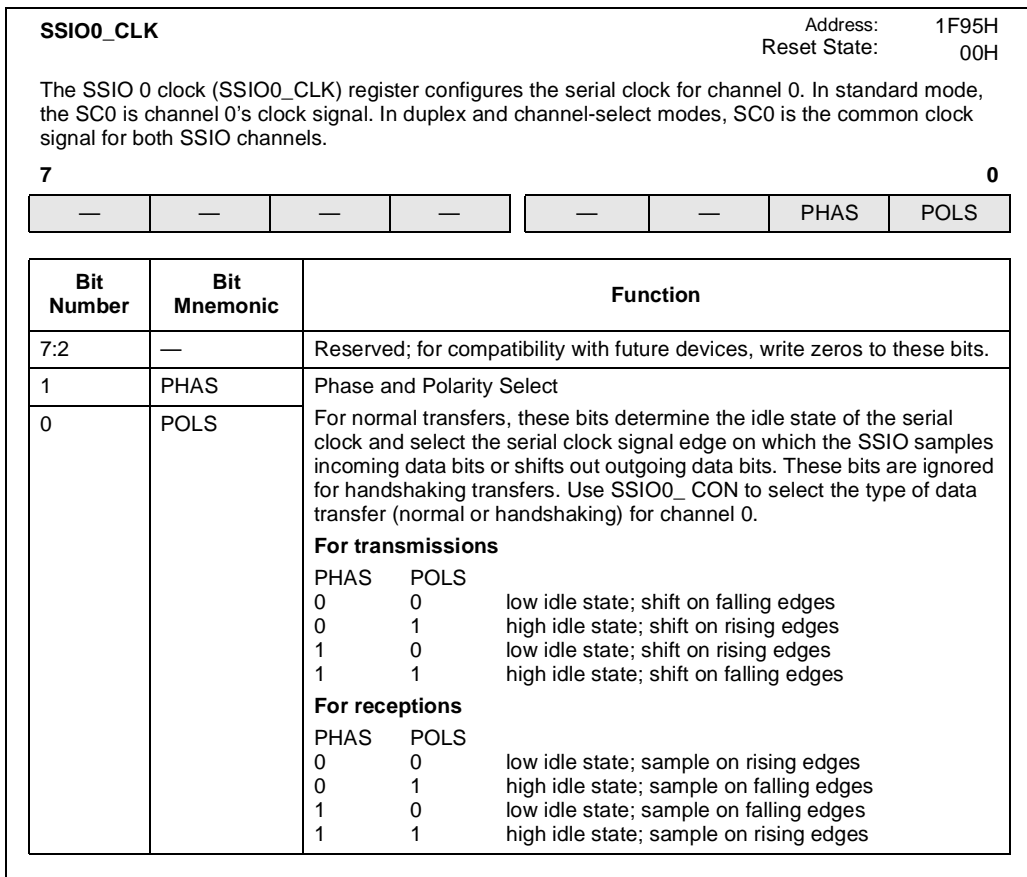 SSIO0_CLK Address: 1F95H
Reset State: 00H
The SSIO 0 clock (SSIO0_CLK) register configures the serial clock for channel 0. In standard mode,
the SC0 is channel 0's clock signal. In duplex and channel-select modes, SC0 is the common clock
signal for both SSIO channels.
7 0
— — — — — — PHAS POLS
Bit Number Bit Mnemonic Function
7:2 — Reserved; for compatibility with future devices, write zeros to these bits.
1 PHAS Phase and Polarity Select
0 POLS For normal transfers, these bits determine the idle state of the serial
clock and select the serial clock signal edge on which the SSIO samples
incoming data bits or shifts out outgoing data bits. These bits are ignored
for handshaking transfers. Use SSIO0_ CON to select the type of data
transfer (normal or handshaking) for channel 0.
For transmissions
PHAS POLS
0 0 low idle state; shift on falling edges
0 1 high idle state; shift on rising edges
1 0 low idle state; shift on rising edges
1 1 high idle state; shift on falling edges
For receptions
PHAS POLS
0 0 low idle state; sample on rising edges
0 1 high idle state; sample on falling edges
1 0 low idle state; sample on falling edges
1 1 high idle state; sample on rising edges